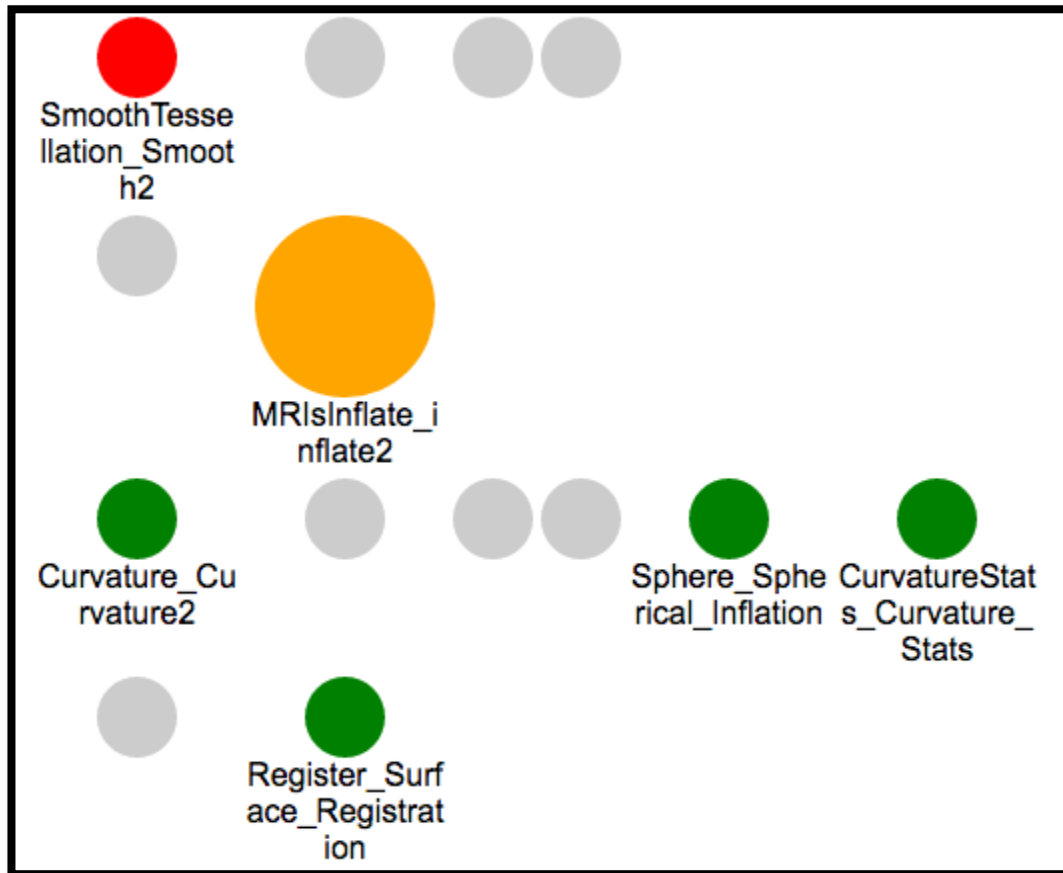 SmoothTesse
llation_Smoot
h2
MRIsInflate_i
nflate2
Curvature_Cu
rvature2
Sphere_Sphe
rical_Inflation
CurvatureStat
s_Curvature_
Stats
Register_Surf
ace_Registrat
ion